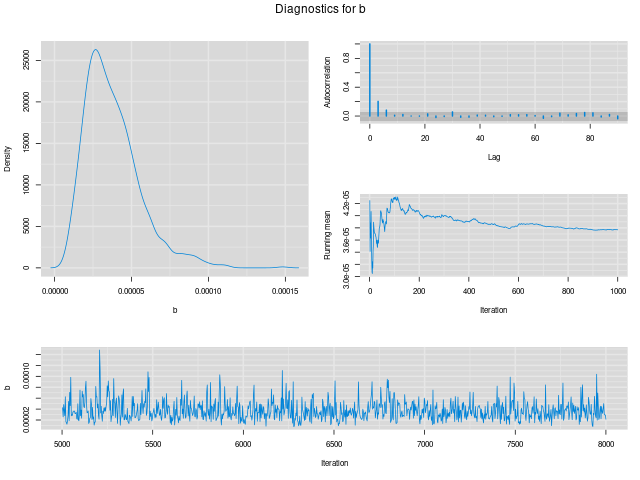 Diagnostics for b
Density
0 5000 10000 15000 20000 25000
0.00000 0.00005 0.00010 0.00015
b
Autocorrelation
0.0 0.4 0.8
0 20 40 60 80
Lag
Running mean
3.0e-05 3.6e-05 4.2e-05
0 200 400 600 800 1000
Iteration
b
0.00002 0.00010
5000 5500 6000 6500 7000 7500 8000
Iteration